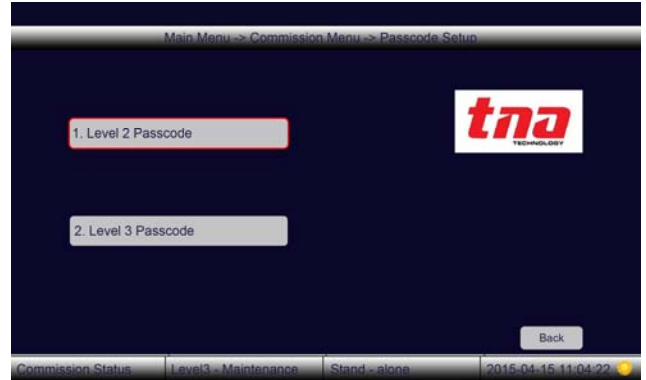 Main Menu -> Commission Menu -> Passcode Setup
1. Level 2 Passcode
tna
TECHNOLOGY
2. Level 3 Passcode
Back
Commission Status Level3 - Maintenance Stand - alone 2015-04-15 11:04:22